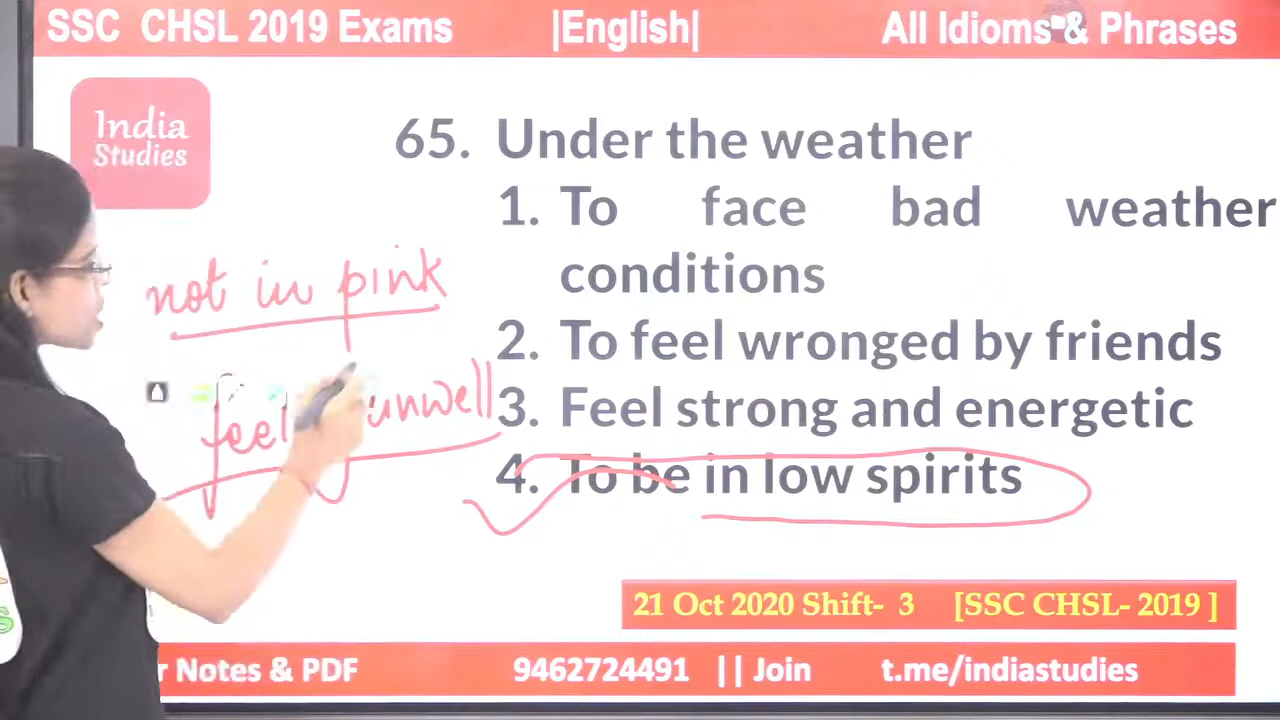 SSC CHSL 2019 Exams |English| All Idioms & Phrases
India
Studies
65. Under the weather
1. To face bad weather
conditions
not in pink
2. To feel wronged by friends
feel unwell
3. Feel strong and energetic
4. To be in low spirits
21 Oct 2020 Shift- 3 [SSC CHSL- 2019 ]
Notes & PDF 9462724491 || Join t.me/indiastudies